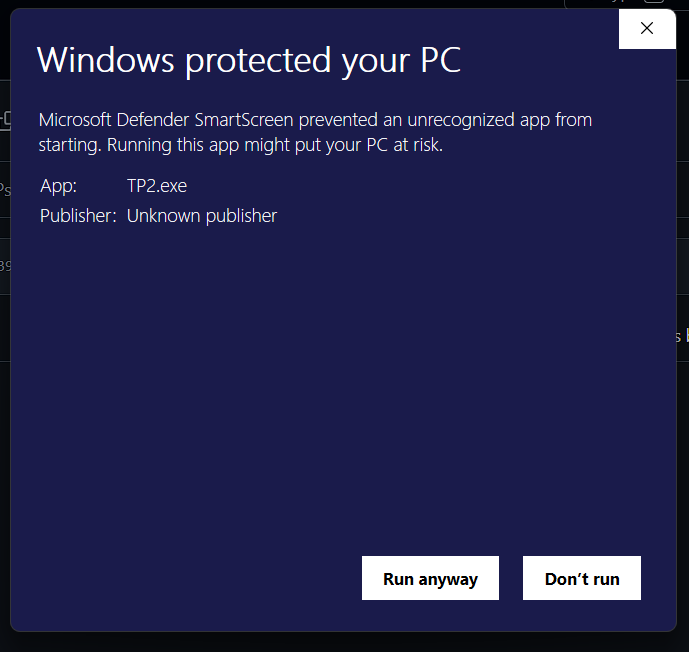 Windows protected your PC
Microsoft Defender SmartScreen prevented an unrecognized app from
starting. Running this app might put your PC at risk.
App: TP2.exe
Publisher: Unknown publisher
Run anyway Don’t run